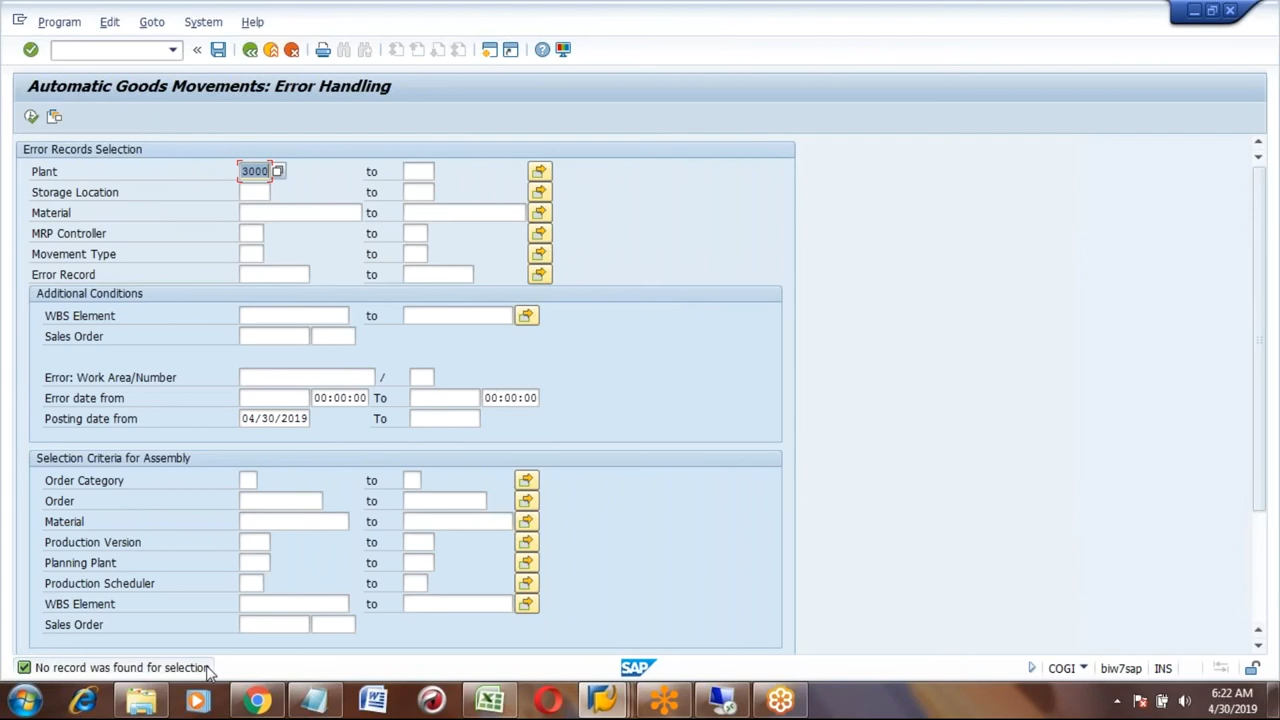 Program Edit Goto System Help
Automatic Goods Movements: Error Handling
Error Records Selection
Plant 3000 to
Storage Location to
Material to
MRP Controller to
Movement Type to
Error Record to
Additional Conditions
WBS Element to
Sales Order
Error: Work Area/Number /
Error date from 00:00:00 To 00:00:00
Posting date from 04/30/2019 To
Selection Criteria for Assembly
Order Category to
Order to
Material to
Production Version to
Planning Plant to
Production Scheduler to
WBS Element to
Sales Order
No record was found for selection
SAP
COGI biw7sap INS
6:22 AM
4/30/2019